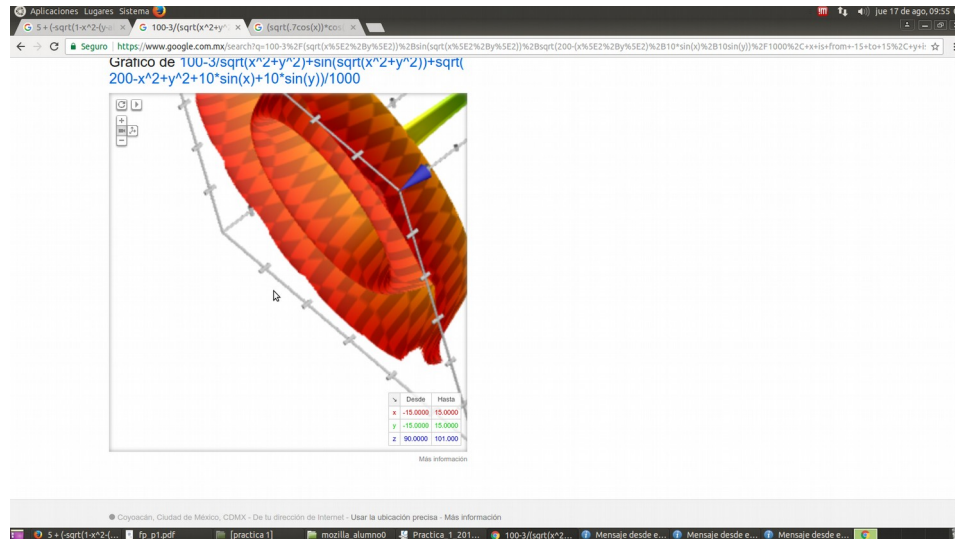 Aplicaciones Lugares Sistema
jue 17 de ago, 09:55
5 + (-sqrt(1-x^2-(y-a
100-3/(sqrt(x^2+y^
(sqrt(.7cos(x))*cos(
Seguro https://www.google.com.mx/search?q=100-3%2F(sqrt(x%5E2%2By%5E2))%2Bsin(sqrt(x%5E2%2By%5E2))%2Bsqrt(200-(x%5E2%2By%5E2)%2B10*sin(x)%2B10sin(y))%2F1000%2C+x+is+from+-15+to+15%2C+y+i
Gráfico de 100-3/sqrt(x^2+y^2)+sin(sqrt(x^2+y^2))+sqrt(
200-x^2+y^2+10*sin(x)+10*sin(y))/1000
Desde Hasta
x -15.0000 15.0000
y -15.0000 15.0000
z 90.0000 101.000
Más información
Coyoacán, Ciudad de México, CDMX - De tu dirección de Internet - Usar la ubicación precisa - Más información
5 + (-sqrt(1-x^2-(... fp_p1.pdf [practica 1] mozilla_alumno0 Practica_1_201... 100-3/(sqrt(x^2... Mensaje desde e... Mensaje desde e... Mensaje desde e...